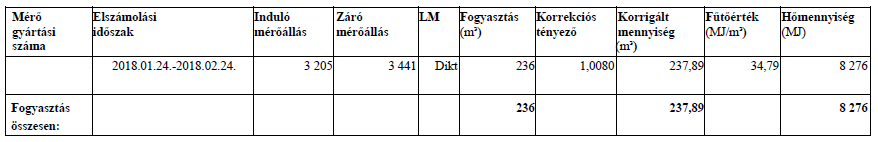 Mérő gyártási száma Elszámolási időszak Induló mérőállás Záró mérőállás LM Fogyasztás (m³) Korrekciós tényező Korrigált mennyiség (m³) Fűtőérték (MJ/m³) Hőmennyiség (MJ)
2018.01.24.-2018.02.24. 3 205 3 441 Dikt 236 1,0080 237,89 34,79 8 276
Fogyasztás összesen: 236 237,89 8 276